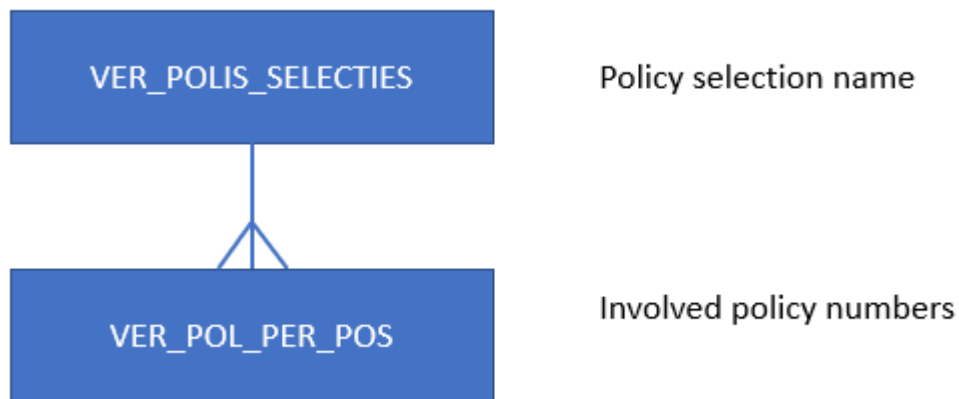 VER_POLIS_SELECTIES
Policy selection name
VER_POL_PER_POS
Involved policy numbers